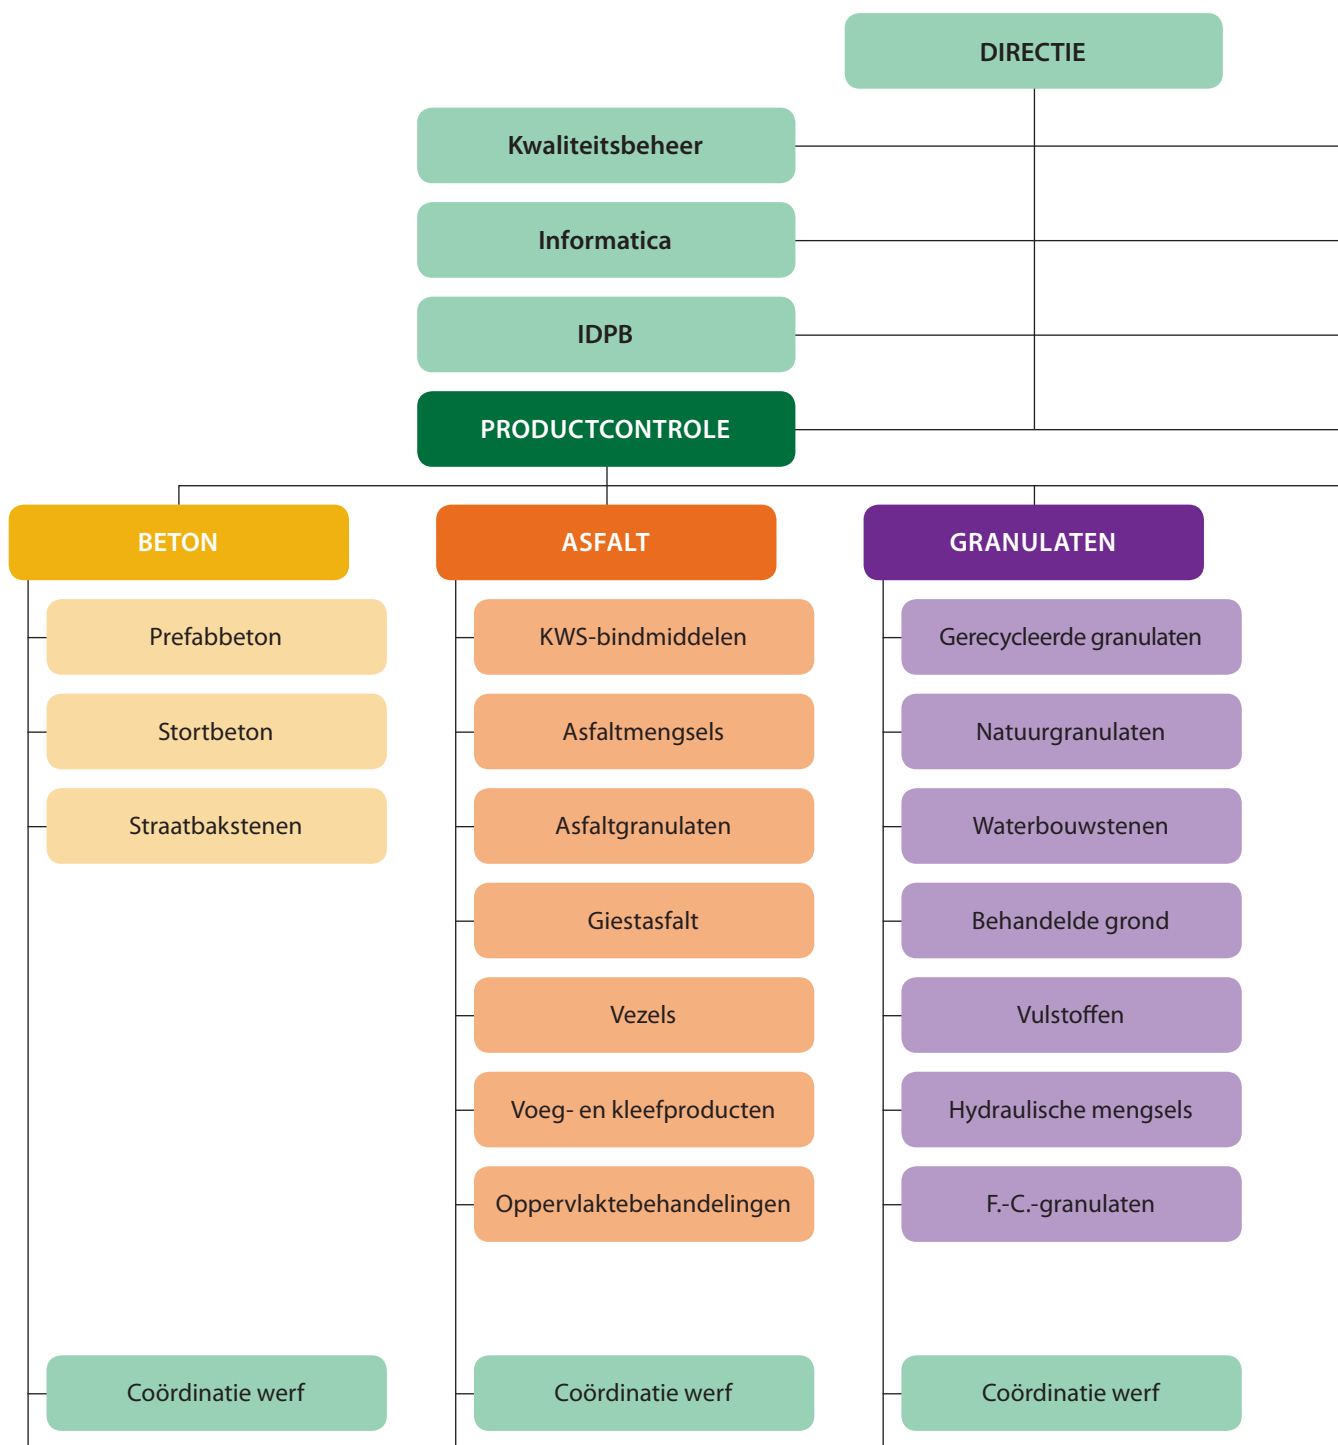 DIRECTIE
Kwaliteitsbeheer
Informatica
IDPB
PRODUCTCONTROLE
BETON
Prefabbeton
Stortbeton
Straatbakstenen
Coördinatie werf
ASFALT
KWS-bindmiddelen
Asfaltmengsels
Asfaltgranulaten
Giestasfalt
Vezels
Voeg- en kleefproducten
Oppervlaktebehandelingen
Coördinatie werf
GRANULATEN
Gerecycleerde granulaten
Natuurgranulaten
Waterbouwstenen
Behandelde grond
Vulstoffen
Hydraulische mengsels
F.-C.-granulaten
Coördinatie werf